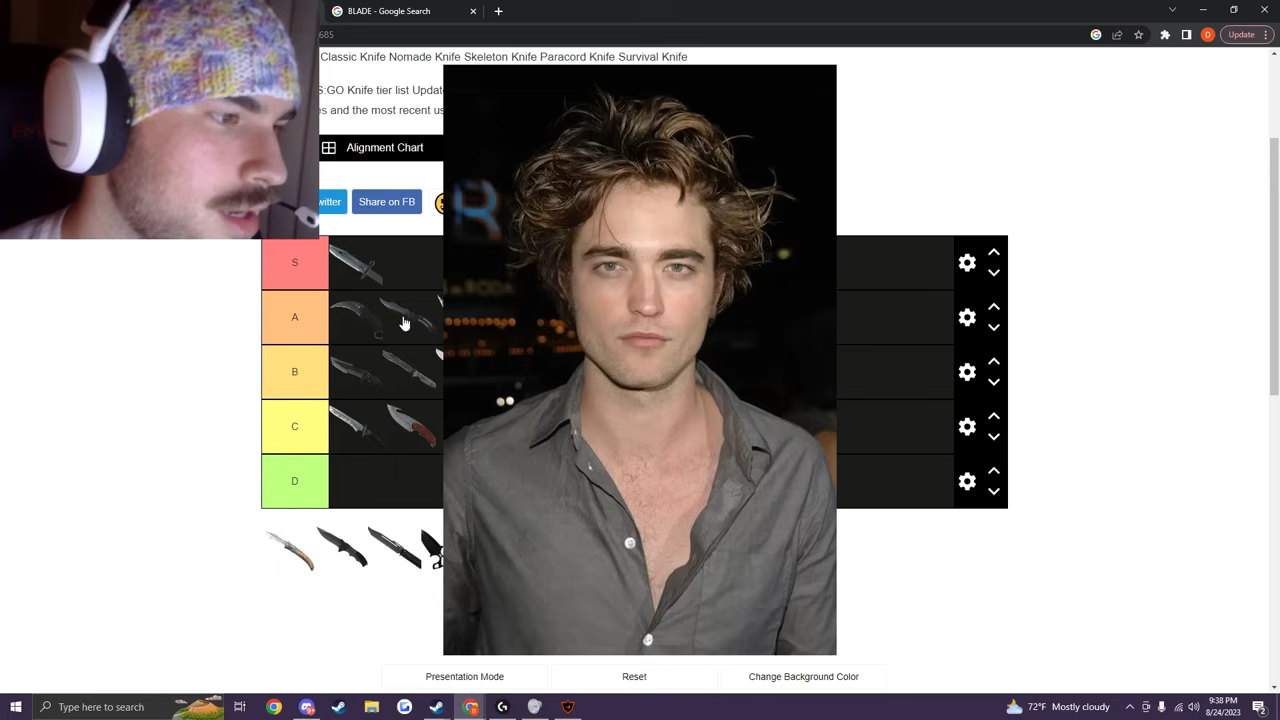 BLADE - Google Search
685
D
Update
Classic Knife Nomade Knife Skeleton Knife Paracord Knife Survival Knife
S:GO Knife tier list Updat
es and the most recent us
Alignment Chart
witter
Share on FB
R
S
A
B
C
D
Presentation Mode
Reset
Change Background Color
Type here to search
72°F Mostly cloudy
9:38 PM
8/24/2023